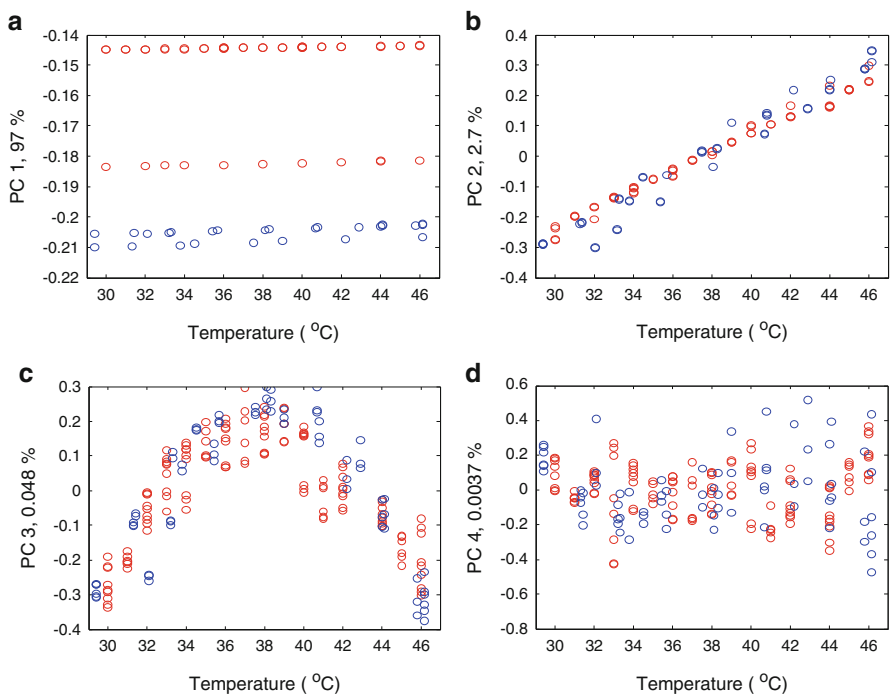 a
-0.14
-0.15
-0.16
-0.17
-0.18
-0.19
-0.2
-0.21
-0.22
30 32 34 36 38 40 42 44 46
PC 1, 97 %
Temperature ( °C)
b
0.4
0.3
0.2
0.1
0
-0.1
-0.2
-0.3
-0.4
30 32 34 36 38 40 42 44 46
PC 2, 2.7 %
Temperature ( °C)
c
0.3
0.2
0.1
0
-0.1
-0.2
-0.3
-0.4
30 32 34 36 38 40 42 44 46
PC 3, 0.048 %
Temperature ( °C)
d
0.6
0.4
0.2
0
-0.2
-0.4
-0.6
-0.8
30 32 34 36 38 40 42 44 46
PC 4, 0.0037 %
Temperature ( °C)